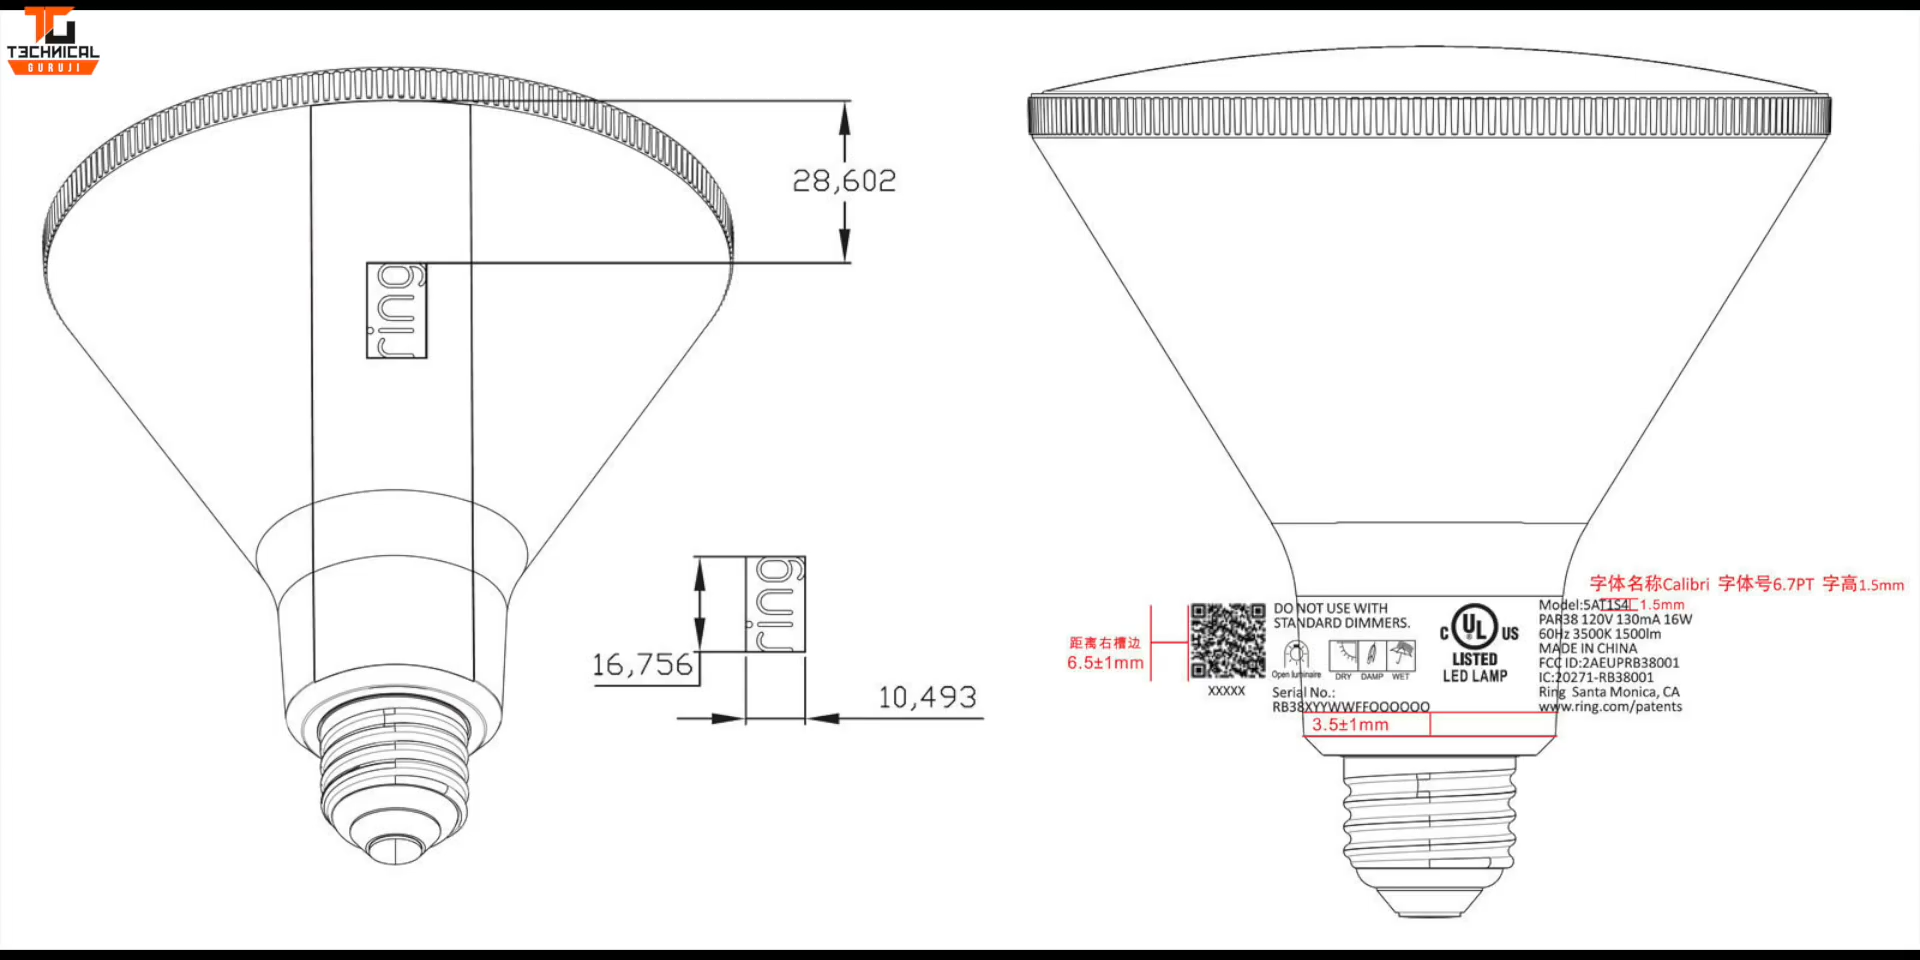 TG
TECHNICAL
GURUJI
28,602
guij
guij
16,756
10,493
字体名称Calibri 字体号6.7PT 字高1.5mm
1.5mm
距离右槽边
6.5±1mm
XXXXX
DO NOT USE WITH
STANDARD DIMMERS.
Open luminaire
DRY DAMP WET
Serial No.:
RB38XYYWWFFOOOOOO
3.5±1mm
C UL US
LISTED
LED LAMP
Model:5AT1S4
PAR38 120V 130mA 16W
60Hz 3500K 1500lm
MADE IN CHINA
FCC ID:2AEUPRB38001
IC:20271-RB38001
Ring Santa Monica, CA
www.ring.com/patents